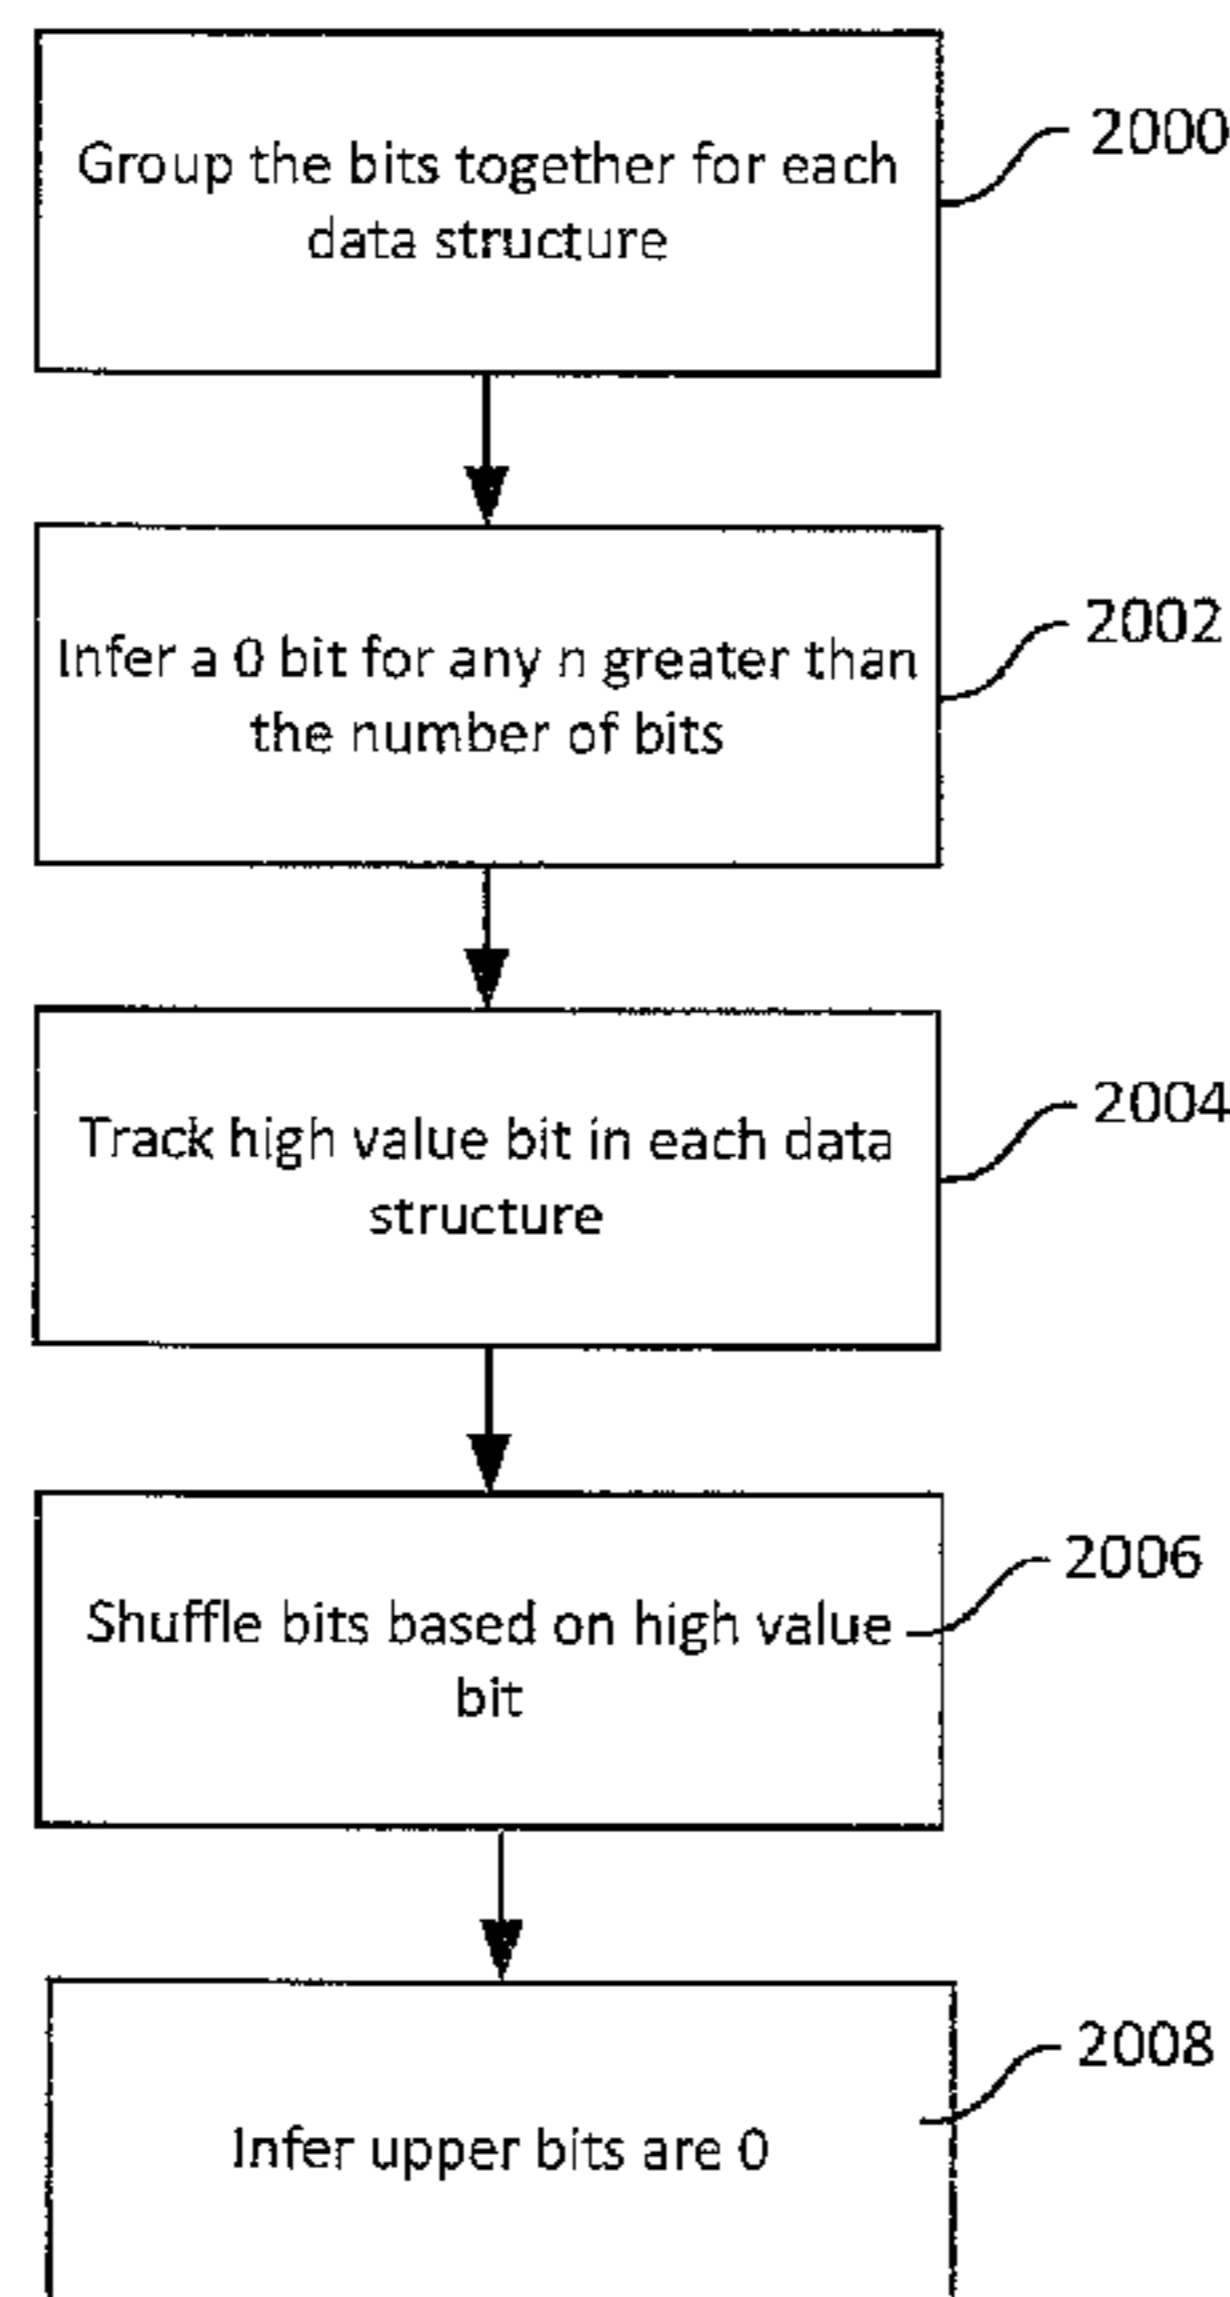 Group the bits together for each
data structure
2000
Infer a 0 bit for any n greater than
the number of bits
2002
Track high value bit in each data
structure
2004
Shuffle bits based on high value
bit
2006
Infer upper bits are 0
2008